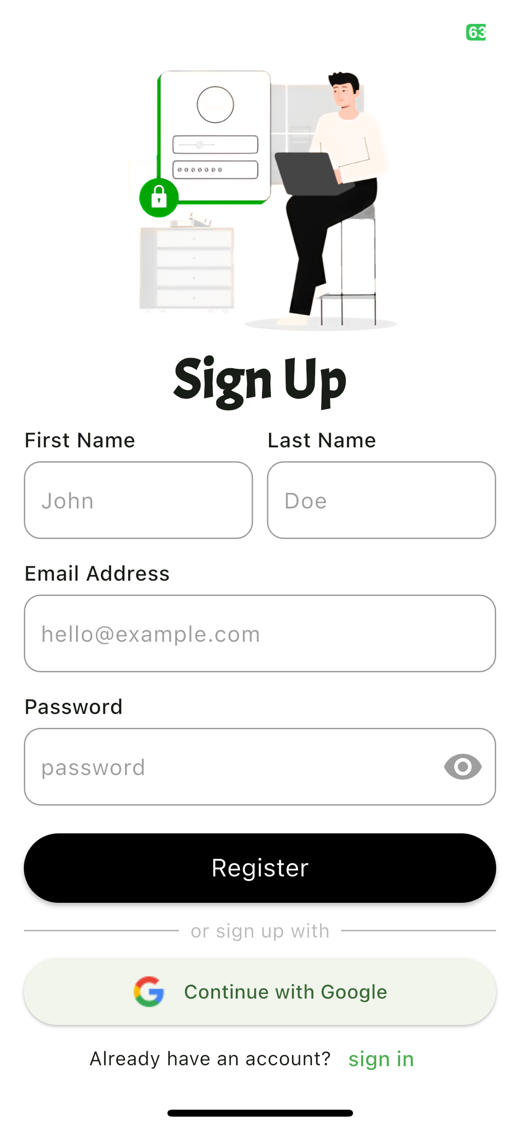 63
Sign Up
First Name Last Name
John Doe
Email Address
hello@example.com
Password
password
Register
or sign up with
Continue with Google
Already have an account? sign in